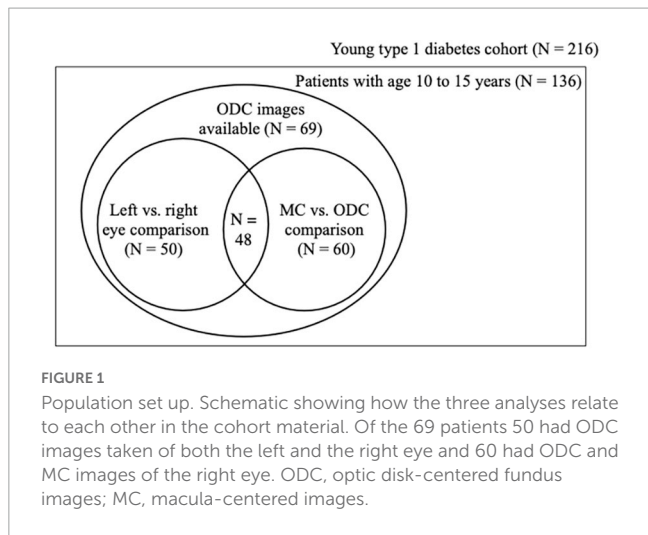 Young type 1 diabetes cohort (N = 216)
Patients with age 10 to 15 years (N = 136)
ODC images
available (N = 69)
Left vs. right
eye comparison
(N = 50)
N =
48
MC vs. ODC
comparison
(N = 60)
FIGURE 1
Population set up. Schematic showing how the three analyses relate
to each other in the cohort material. Of the 69 patients 50 had ODC
images taken of both the left and the right eye and 60 had ODC and
MC images of the right eye. ODC, optic disk-centered fundus
images; MC, macula-centered images.